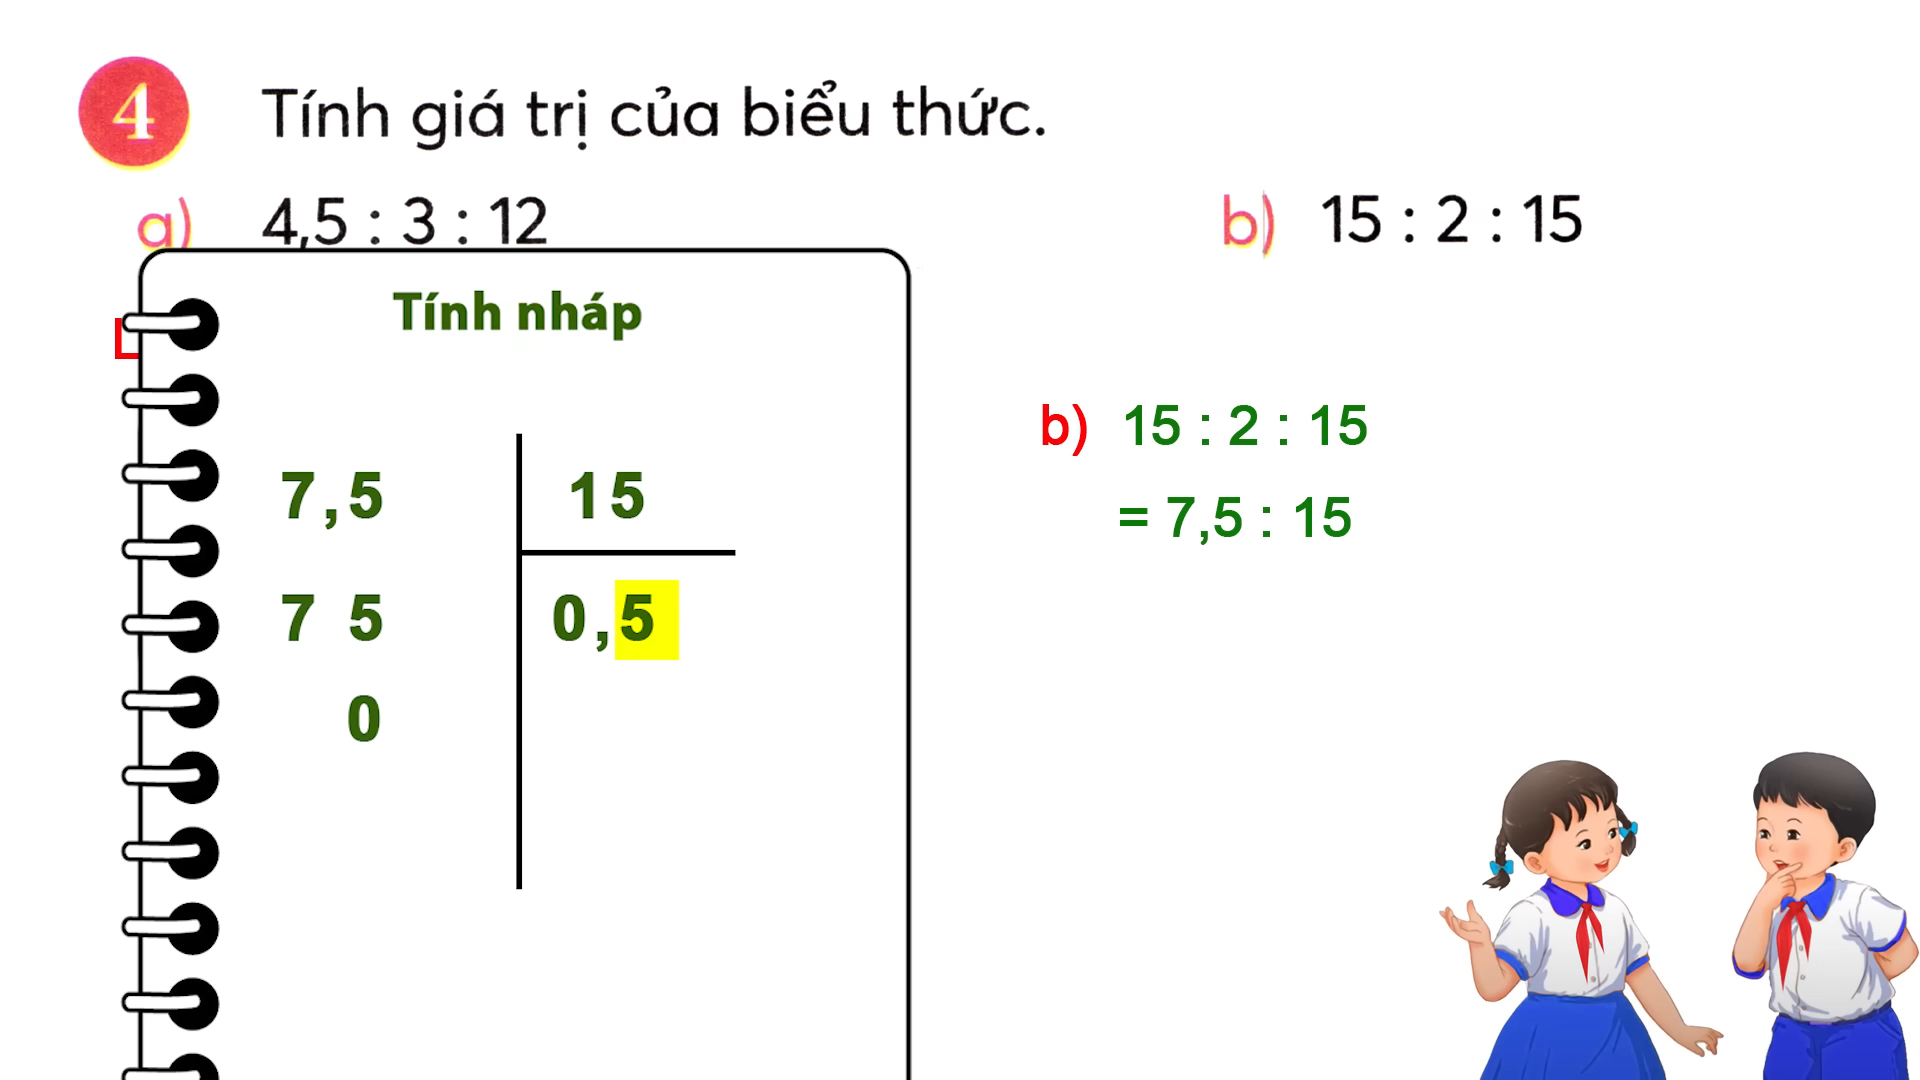 4 Tính giá trị của biểu thức.
a) 4,5 : 3 : 12
b) 15 : 2 : 15
Tính nháp
7,5 15
7 5 0,5
0
b) 15 : 2 : 15
= 7,5 : 15